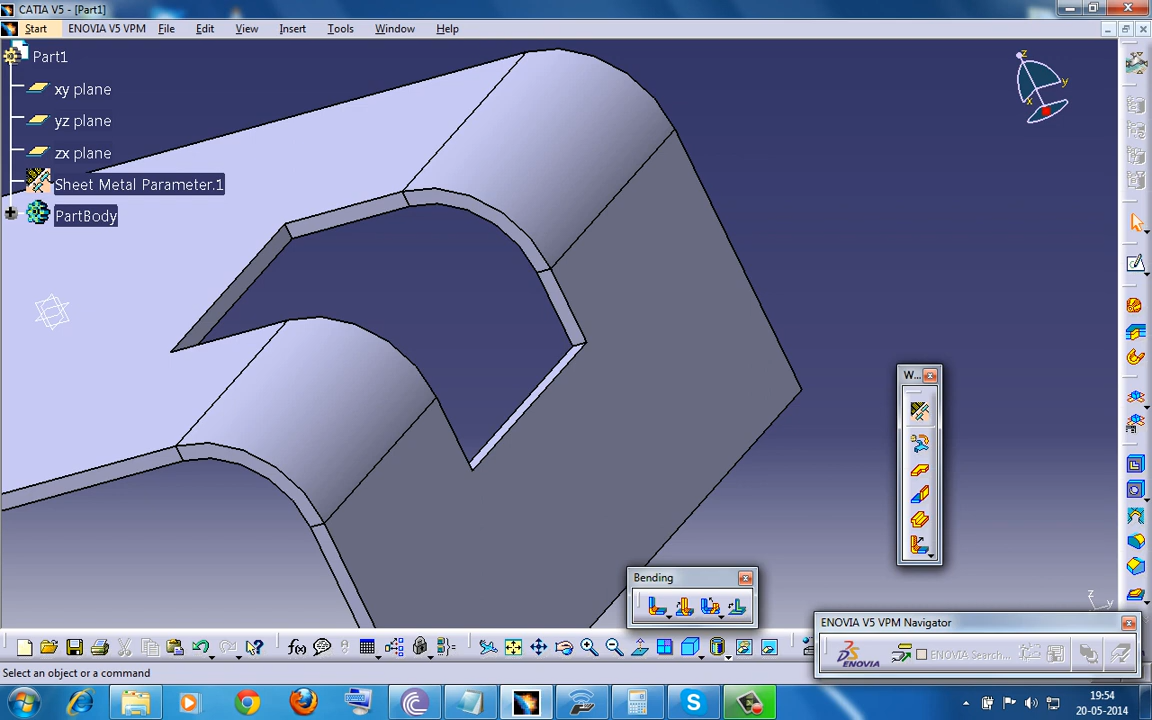 CATIA V5 - [Part1]
Start ENOVIA V5 VPM File Edit View Insert Tools Window Help
Part1
xy plane
yz plane
zx plane
Sheet Metal Parameter.1
PartBody
z
y
x
W...
Bending
z
y
ENOVIA V5 VPM Navigator
f(x)
ENOVIA
ENOVIA Search...
Select an object or a command
19:54
20-05-2014